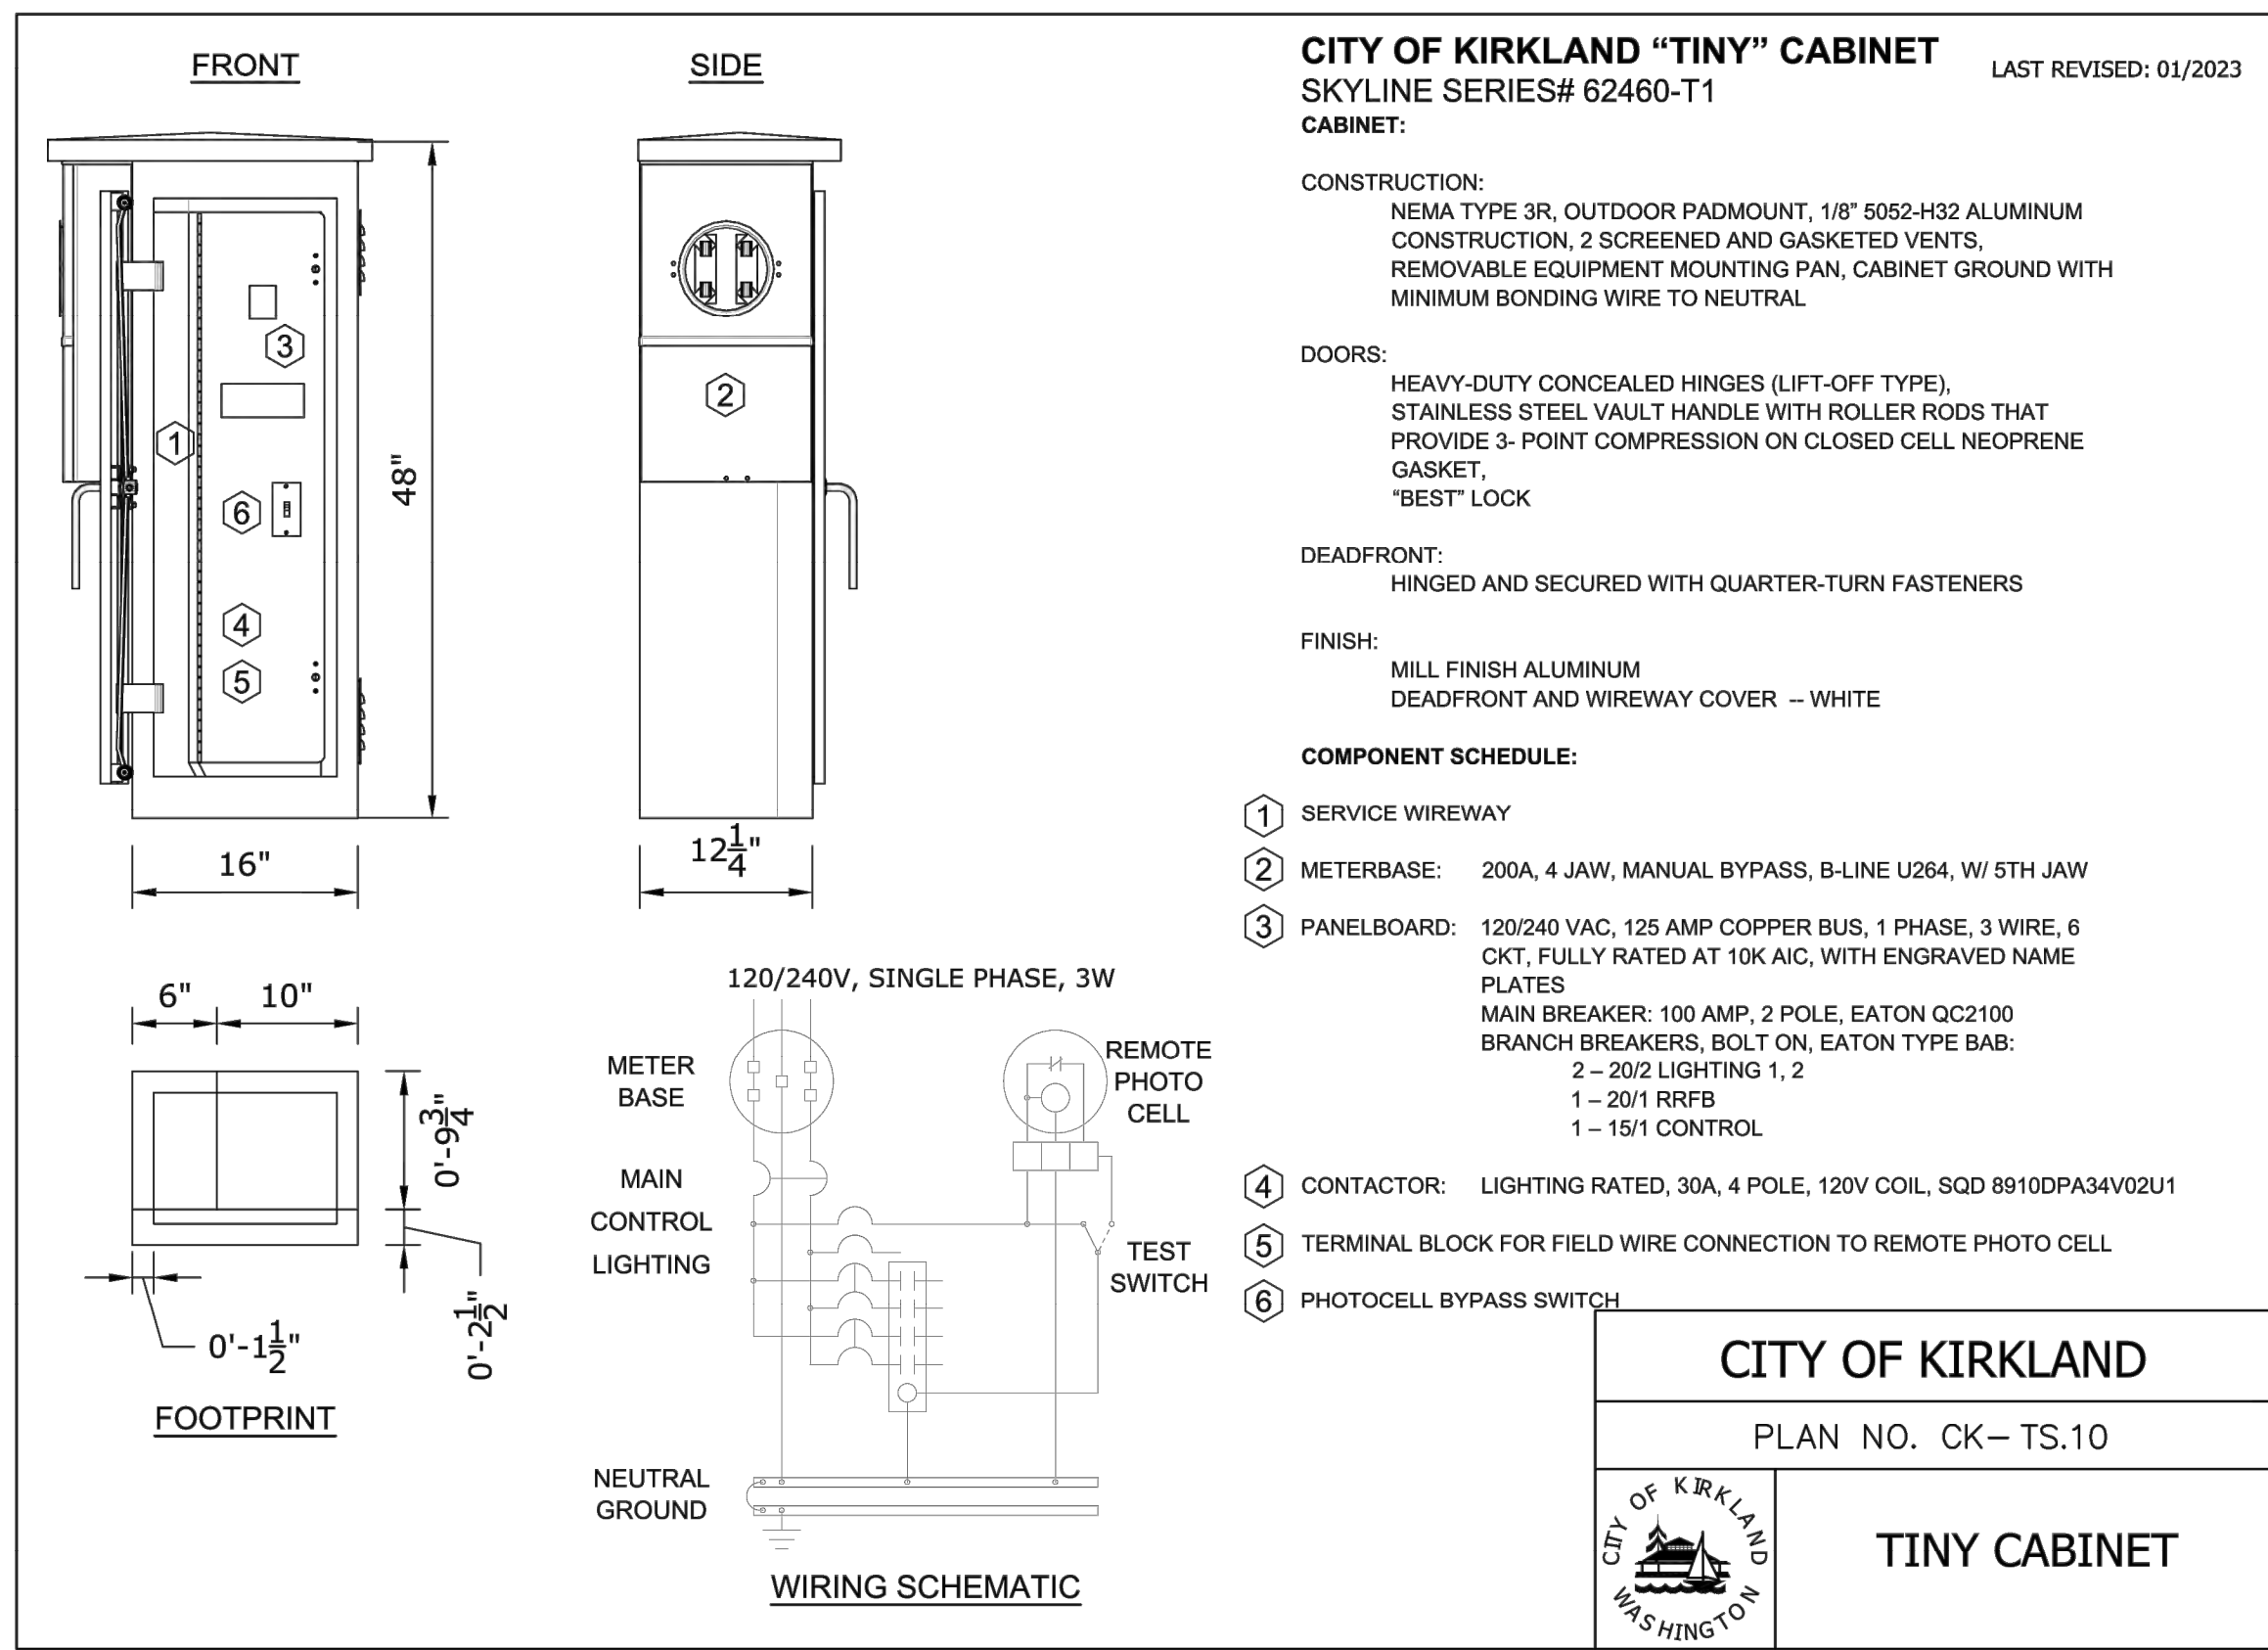 FRONT
SIDE
3
1
6
4
5
2
48"
16"
12 1/4"
6"
10"
0'-9 3/4"
0'-2 1/2"
0'-1 1/2"
FOOTPRINT
120/240V, SINGLE PHASE, 3W
METER
BASE
REMOTE
PHOTO
CELL
MAIN
CONTROL
LIGHTING
TEST
SWITCH
NEUTRAL
GROUND
WIRING SCHEMATIC
CITY OF KIRKLAND “TINY” CABINET
LAST REVISED: 01/2023
SKYLINE SERIES# 62460-T1
CABINET:
CONSTRUCTION:
NEMA TYPE 3R, OUTDOOR PADMOUNT, 1/8” 5052-H32 ALUMINUM
CONSTRUCTION, 2 SCREENED AND GASKETED VENTS,
REMOVABLE EQUIPMENT MOUNTING PAN, CABINET GROUND WITH
MINIMUM BONDING WIRE TO NEUTRAL
DOORS:
HEAVY-DUTY CONCEALED HINGES (LIFT-OFF TYPE),
STAINLESS STEEL VAULT HANDLE WITH ROLLER RODS THAT
PROVIDE 3- POINT COMPRESSION ON CLOSED CELL NEOPRENE
GASKET,
“BEST” LOCK
DEADFRONT:
HINGED AND SECURED WITH QUARTER-TURN FASTENERS
FINISH:
MILL FINISH ALUMINUM
DEADFRONT AND WIREWAY COVER -- WHITE
COMPONENT SCHEDULE:
1 SERVICE WIREWAY
2 METERBASE: 200A, 4 JAW, MANUAL BYPASS, B-LINE U264, W/ 5TH JAW
3 PANELBOARD: 120/240 VAC, 125 AMP COPPER BUS, 1 PHASE, 3 WIRE, 6
CKT, FULLY RATED AT 10K AIC, WITH ENGRAVED NAME
PLATES
MAIN BREAKER: 100 AMP, 2 POLE, EATON QC2100
BRANCH BREAKERS, BOLT ON, EATON TYPE BAB:
2 – 20/2 LIGHTING 1, 2
1 – 20/1 RRFB
1 – 15/1 CONTROL
4 CONTACTOR: LIGHTING RATED, 30A, 4 POLE, 120V COIL, SQD 8910DPA34V02U1
5 TERMINAL BLOCK FOR FIELD WIRE CONNECTION TO REMOTE PHOTO CELL
6 PHOTOCELL BYPASS SWITCH
CITY OF KIRKLAND
PLAN NO. CK-TS.10
CITY OF KIRKLAND
WASHINGTON
TINY CABINET